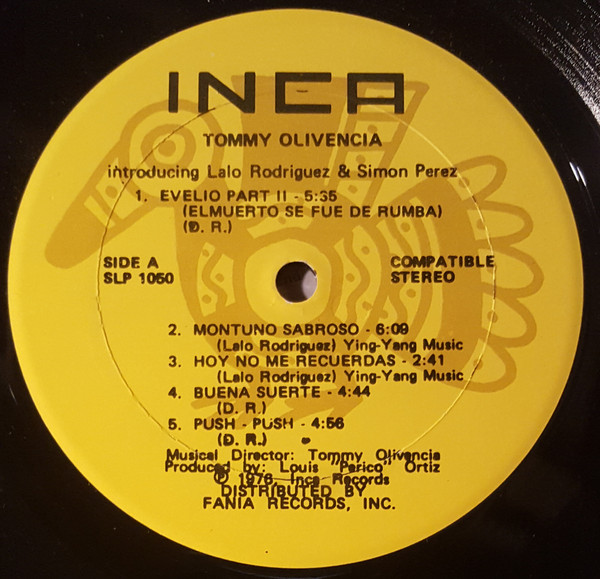 INCA
TOMMY OLIVENCIA
introducing Lalo Rodriguez & Simon Perez
1. EVELIO PART II - 5:35
(ELMUERTO SE FUE DE RUMBA)
(D. R.)
SIDE A
SLP 1050
COMPATIBLE
STEREO
2. MONTUNO SABROSO - 6:09
(Lalo Rodriguez) Ying-Yang Music
3. HOY NO ME RECUERDAS - 2:41
(Lalo Rodriguez) Ying-Yang Music
4. BUENA SUERTE - 4:44
(D. R.)
5. PUSH - PUSH - 4:56
(D. R.)
Musical Director: Tommy Olivencia
Produced by: Louis "Perico" Ortiz
℗ 1976 Inca Records
DISTRIBUTED BY
FANIA RECORDS, INC.